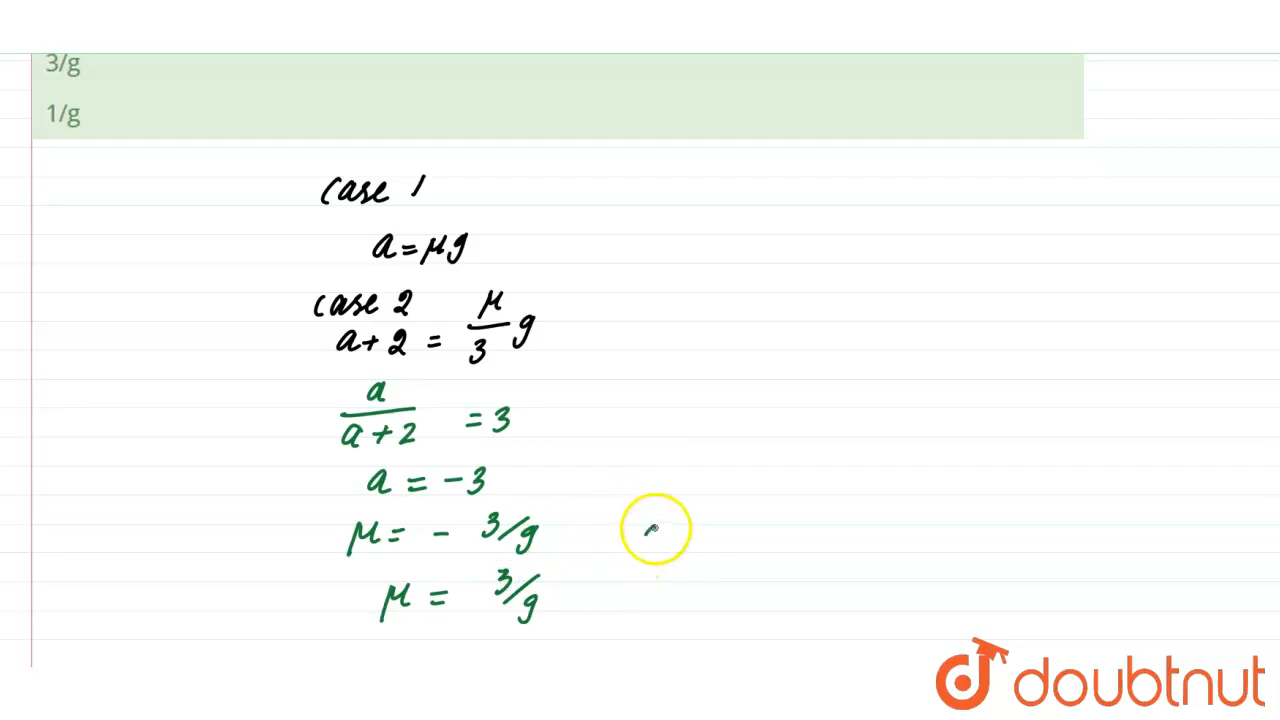 3/g
1/g
case 1
a = μg
case 2
a + 2 = μ/3 g
a/(a + 2) = 3
a = - 3
μ = - 3/g
μ = 3/g
doubtnut